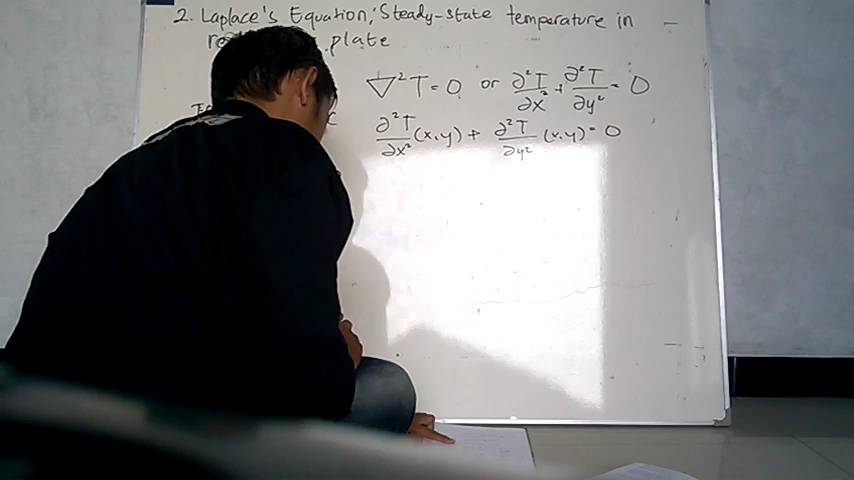 2. Laplace's Equation; Steady-state temperature in
plate
∇²T = 0 or ∂²T/∂x² + ∂²T/∂y² = 0
∂²T/∂x² (x,y) + ∂²T/∂y² (x,y) = 0